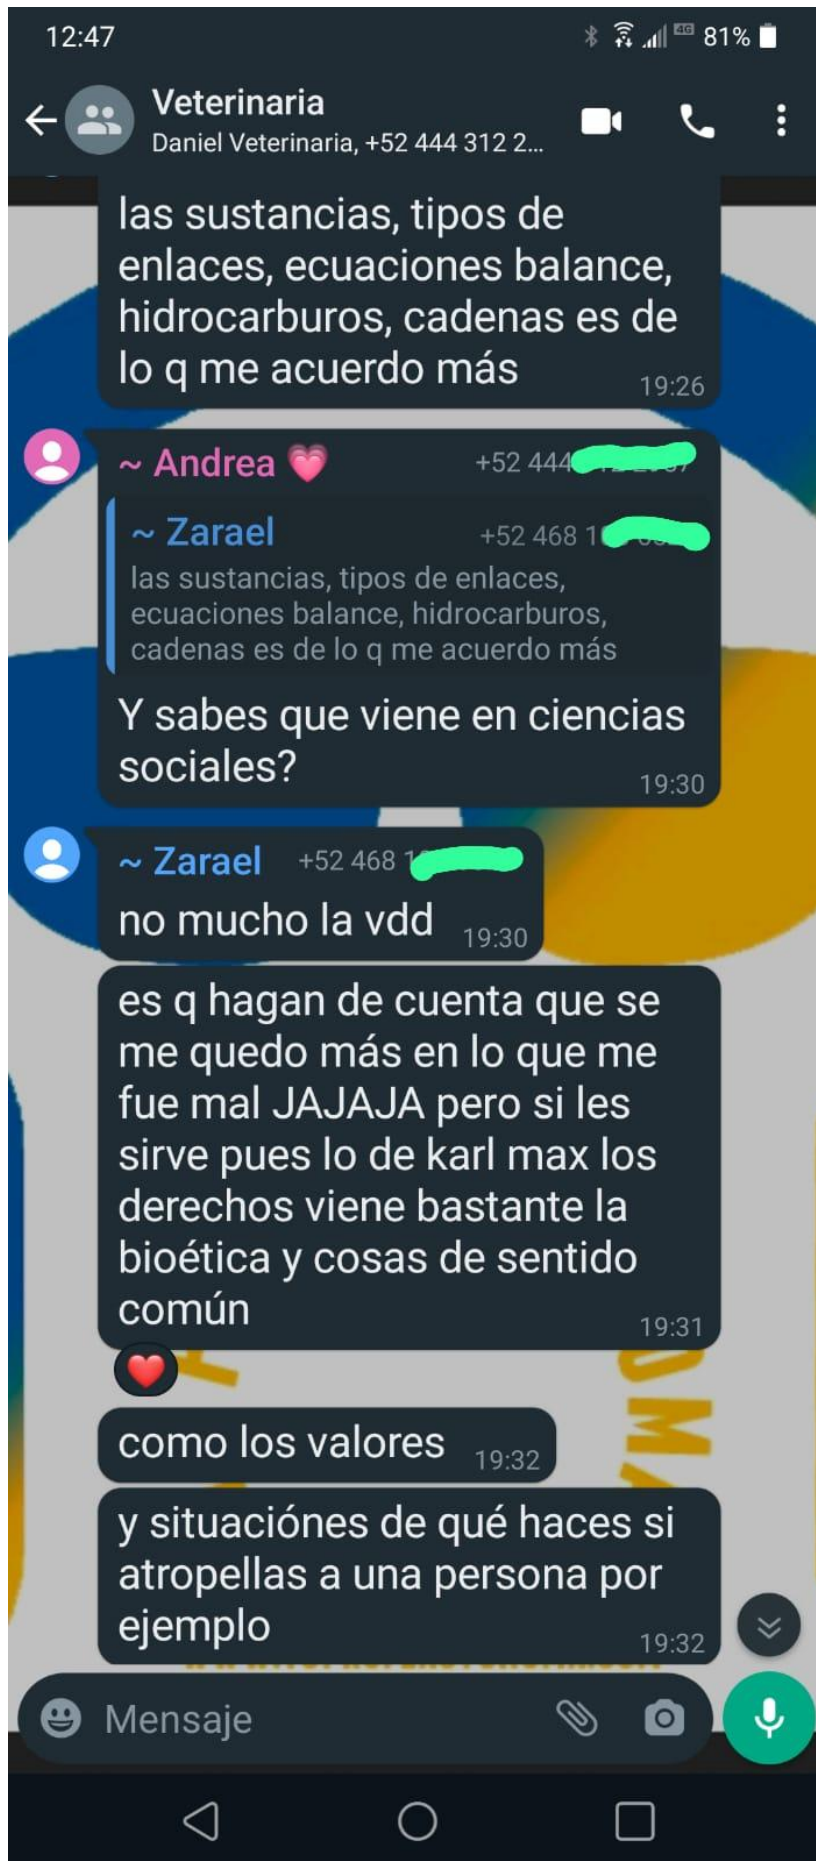 12:47
4G 81%
Veterinaria
Daniel Veterinaria, +52 444 312 2...
las sustancias, tipos de
enlaces, ecuaciones balance,
hidrocarburos, cadenas es de
lo q me acuerdo más
19:26
~ Andrea +52 444
~ Zarael +52 468 1
las sustancias, tipos de enlaces,
ecuaciones balance, hidrocarburos,
cadenas es de lo q me acuerdo más
Y sabes que viene en ciencias
sociales?
19:30
~ Zarael +52 468 1
no mucho la vdd 19:30
es q hagan de cuenta que se
me quedo más en lo que me
fue mal JAJAJA pero si les
sirve pues lo de karl max los
derechos viene bastante la
bioética y cosas de sentido
común
19:31
como los valores 19:32
y situaciónes de qué haces si
atropellas a una persona por
ejemplo
19:32
Mensaje